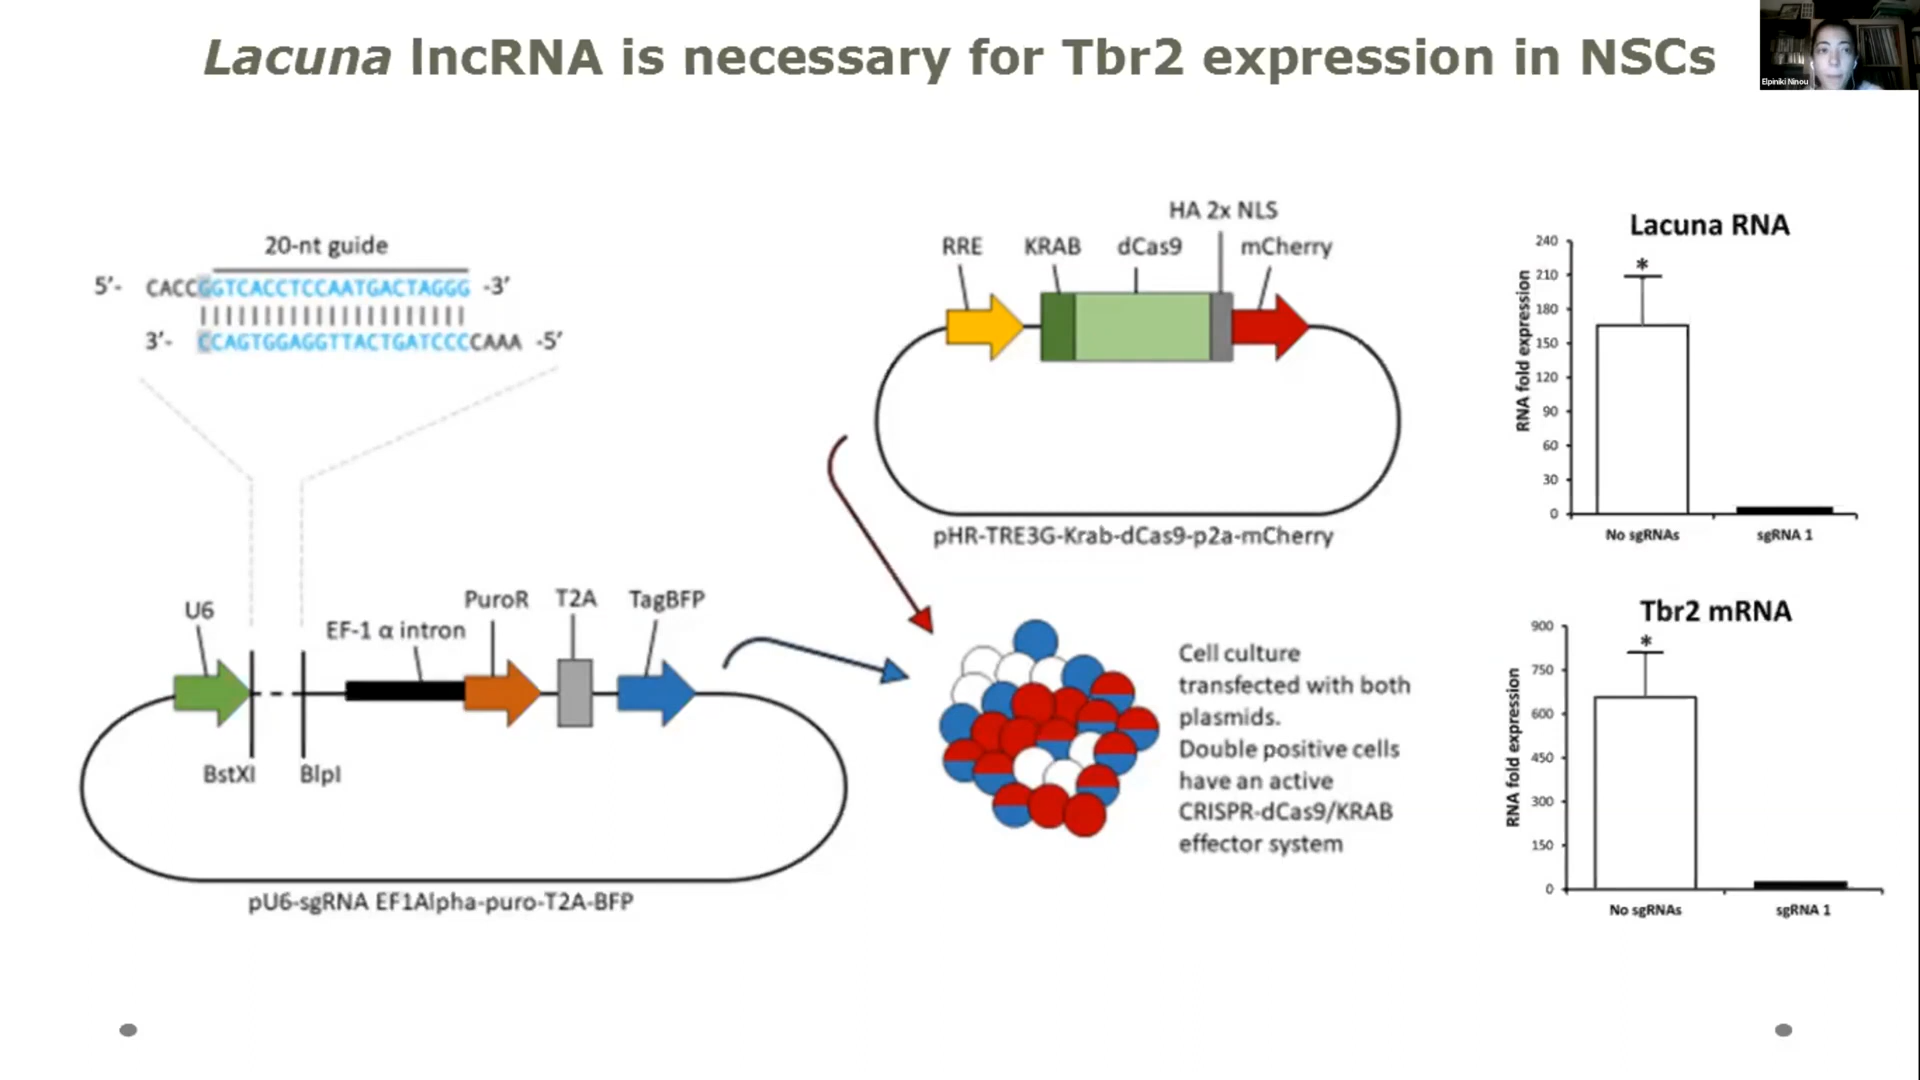 Lacuna lncRNA is necessary for Tbr2 expression in NSCs
Elpiniki Ninou
20-nt guide
5'- CACCGGTCACCTCCAATGACTAGGG -3'
3'- CCAGTGGAGGTTACTGATCCCCAAA -5'
U6
EF-1 α intron
PuroR
T2A
TagBFP
BstXI
BlpI
pU6-sgRNA EF1Alpha-puro-T2A-BFP
HA 2x NLS
RRE
KRAB
dCas9
mCherry
pHR-TRE3G-Krab-dCas9-p2a-mCherry
Cell culture
transfected with both
plasmids.
Double positive cells
have an active
CRISPR-dCas9/KRAB
effector system
Lacuna RNA
RNA fold expression
240
210
180
150
120
90
60
30
0
*
No sgRNAs
sgRNA 1
Tbr2 mRNA
RNA fold expression
900
750
600
450
300
150
0
*
No sgRNAs
sgRNA 1